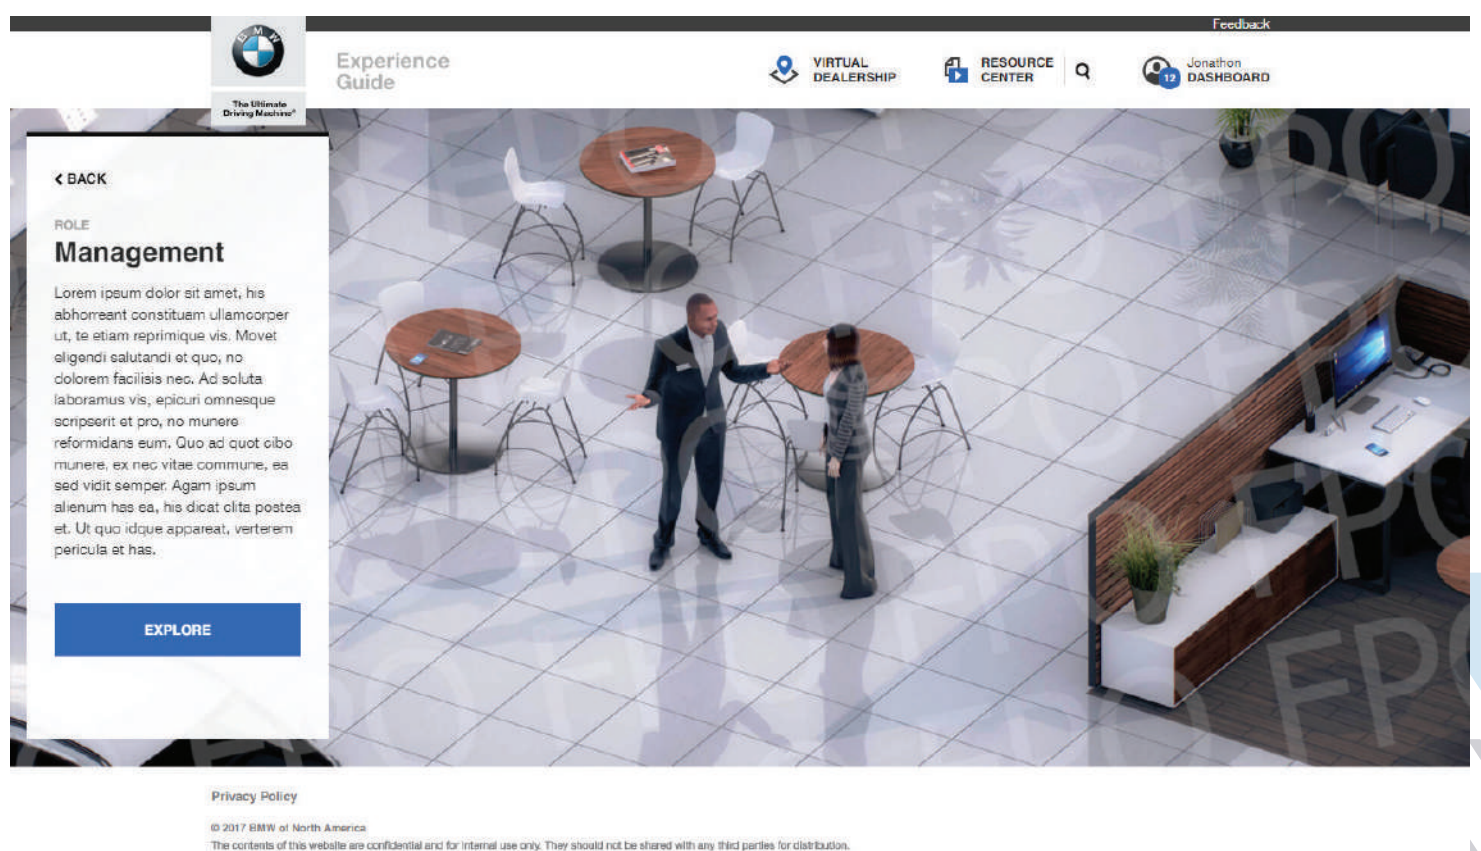 Feedback
BMW
The Ultimate
Driving Machine®
Experience
Guide
VIRTUAL
DEALERSHIP
RESOURCE
CENTER
12
Jonathon
DASHBOARD
< BACK
ROLE
Management
Lorem ipsum dolor sit amet, his
abhorreant constituam ullamcorper
ut, te etiam reprimique vis. Movet
eligendi salutandi et quo, no
dolorem facilisis nec. Ad soluta
laboramus vis, epicuri omnesque
scripserit et pro, no munere
reformidans eum. Quo ad quot cibo
munere, ex nec vitae commune, ea
sed vidit semper. Agam ipsum
alienum has ea, his dicat clita postea
et. Ut quo idque appareat, verterem
pericula et has.
EXPLORE
FPO FPO FPO
Privacy Policy
© 2017 BMW of North America
The contents of this website are confidential and for internal use only. They should not be shared with any third parties for distribution.